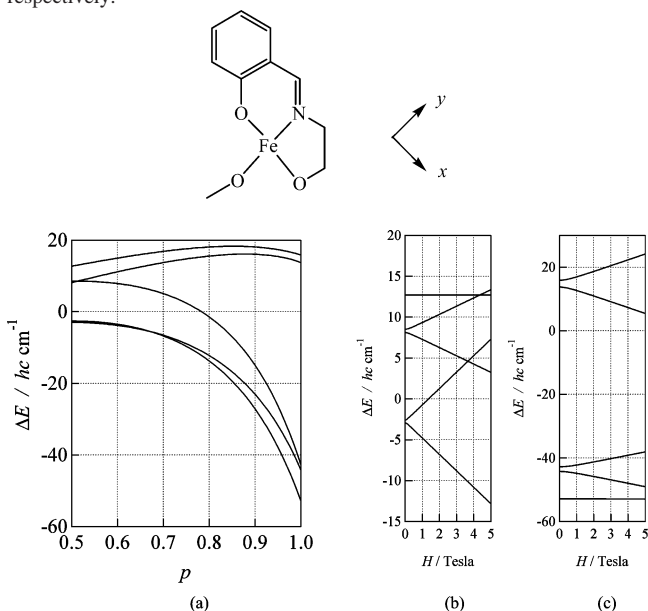 respectively.
O
N
Fe
O
O
y
x
20
0
-20
-40
-60
0.5 0.6 0.7 0.8 0.9 1.0
ΔE / hc cm⁻¹
p
(a)
20
15
10
5
0
-5
-10
-15
0 1 2 3 4 5
ΔE / hc cm⁻¹
H / Tesla
(b)
20
0
-20
-40
-60
0 1 2 3 4 5
ΔE / hc cm⁻¹
H / Tesla
(c)